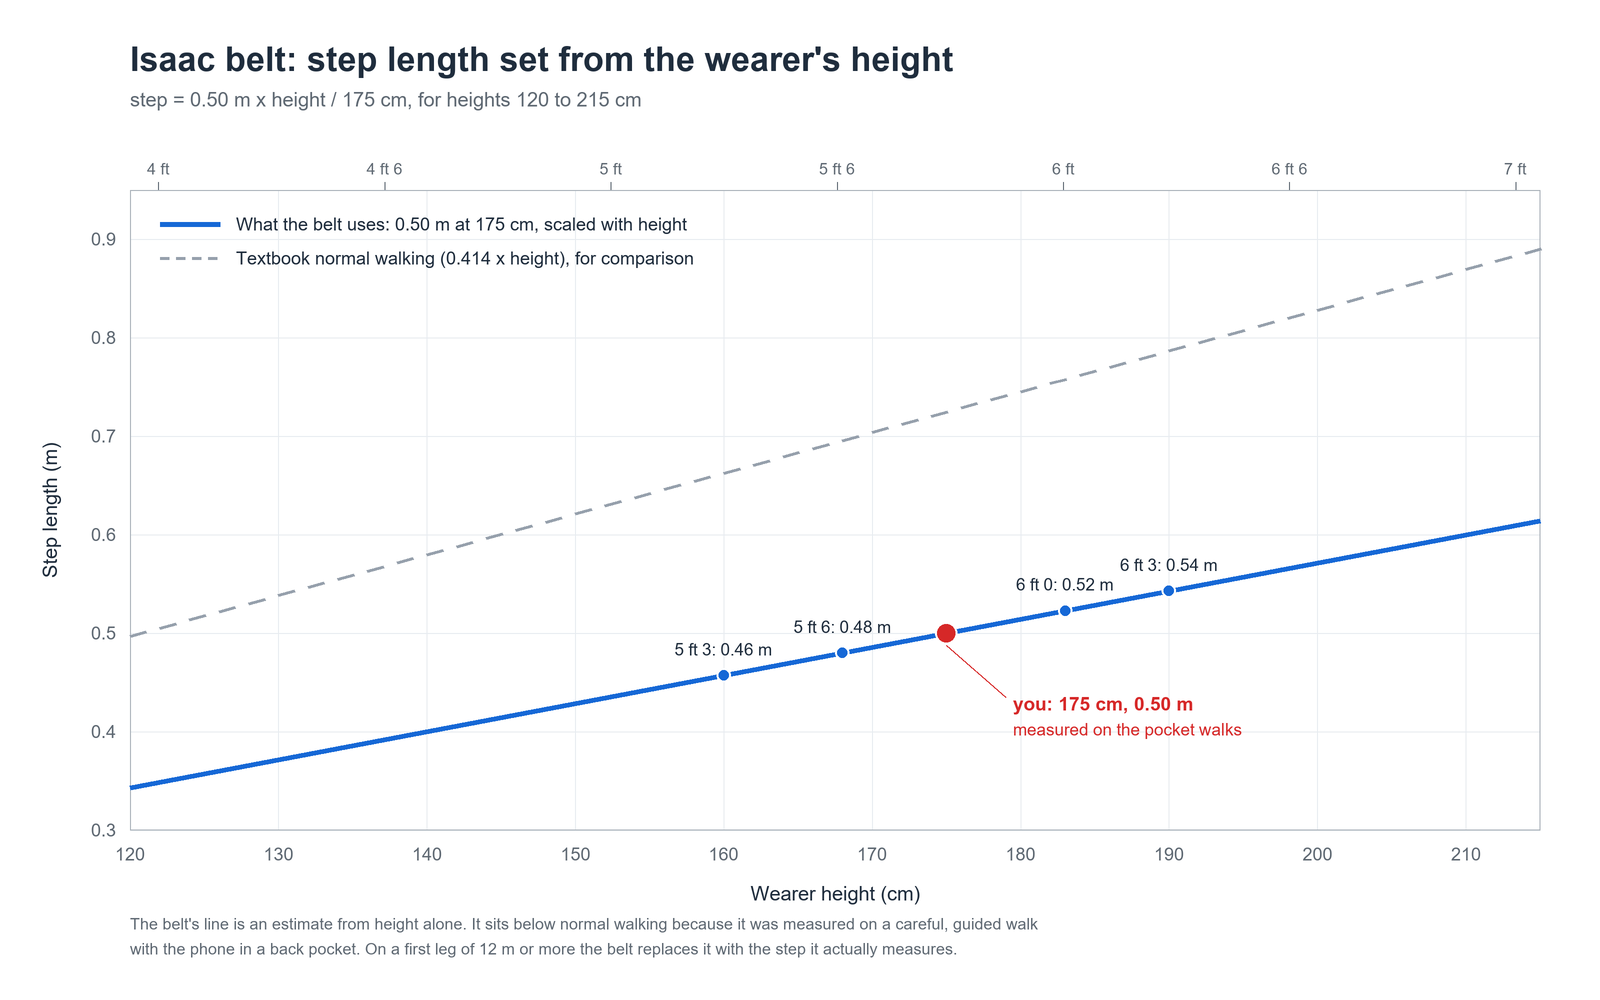 Isaac belt: step length set from the wearer's height
step = 0.50 m x height / 175 cm, for heights 120 to 215 cm
4 ft
4 ft 6
5 ft
5 ft 6
6 ft
6 ft 6
7 ft
What the belt uses: 0.50 m at 175 cm, scaled with height
Textbook normal walking (0.414 x height), for comparison
0.9
0.8
0.7
0.6
0.5
0.4
0.3
Step length (m)
6 ft 3: 0.54 m
6 ft 0: 0.52 m
5 ft 6: 0.48 m
5 ft 3: 0.46 m
you: 175 cm, 0.50 m
measured on the pocket walks
120
130
140
150
160
170
180
190
200
210
Wearer height (cm)
The belt's line is an estimate from height alone. It sits below normal walking because it was measured on a careful, guided walk
with the phone in a back pocket. On a first leg of 12 m or more the belt replaces it with the step it actually measures.